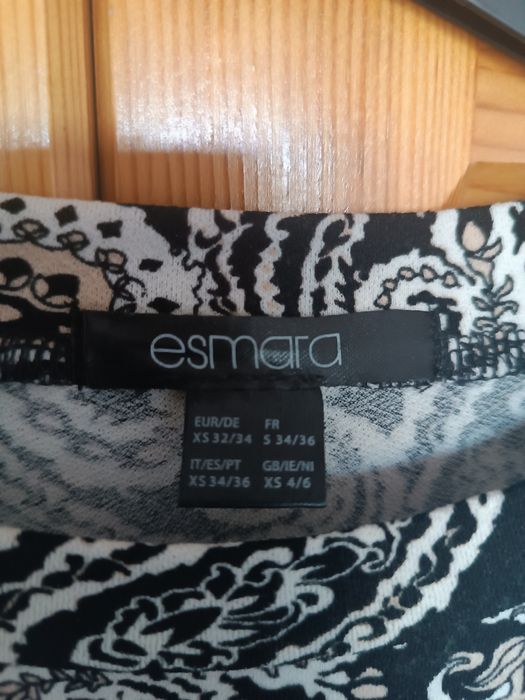 esmara
EUR/DE FR
XS 32/34 S 34/36
IT/ES/PT GB/IE/NI
XS 34/36 XS 4/6